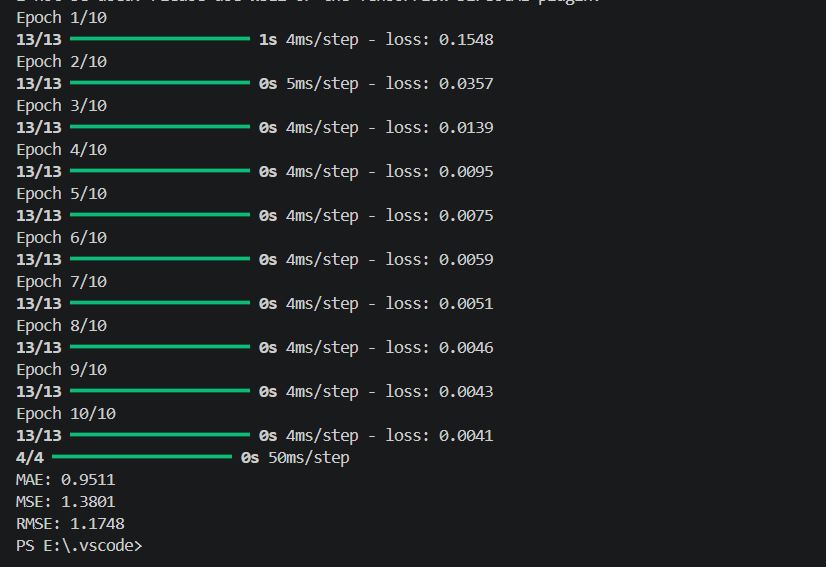 Epoch 1/10
13/13 1s 4ms/step - loss: 0.1548
Epoch 2/10
13/13 0s 5ms/step - loss: 0.0357
Epoch 3/10
13/13 0s 4ms/step - loss: 0.0139
Epoch 4/10
13/13 0s 4ms/step - loss: 0.0095
Epoch 5/10
13/13 0s 4ms/step - loss: 0.0075
Epoch 6/10
13/13 0s 4ms/step - loss: 0.0059
Epoch 7/10
13/13 0s 4ms/step - loss: 0.0051
Epoch 8/10
13/13 0s 4ms/step - loss: 0.0046
Epoch 9/10
13/13 0s 4ms/step - loss: 0.0043
Epoch 10/10
13/13 0s 4ms/step - loss: 0.0041
4/4 0s 50ms/step
MAE: 0.9511
MSE: 1.3801
RMSE: 1.1748
PS E:\.vscode>